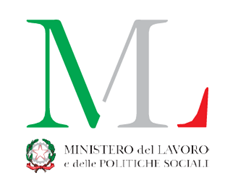 ML
MINISTERO del LAVORO
e delle POLITICHE SOCIALI